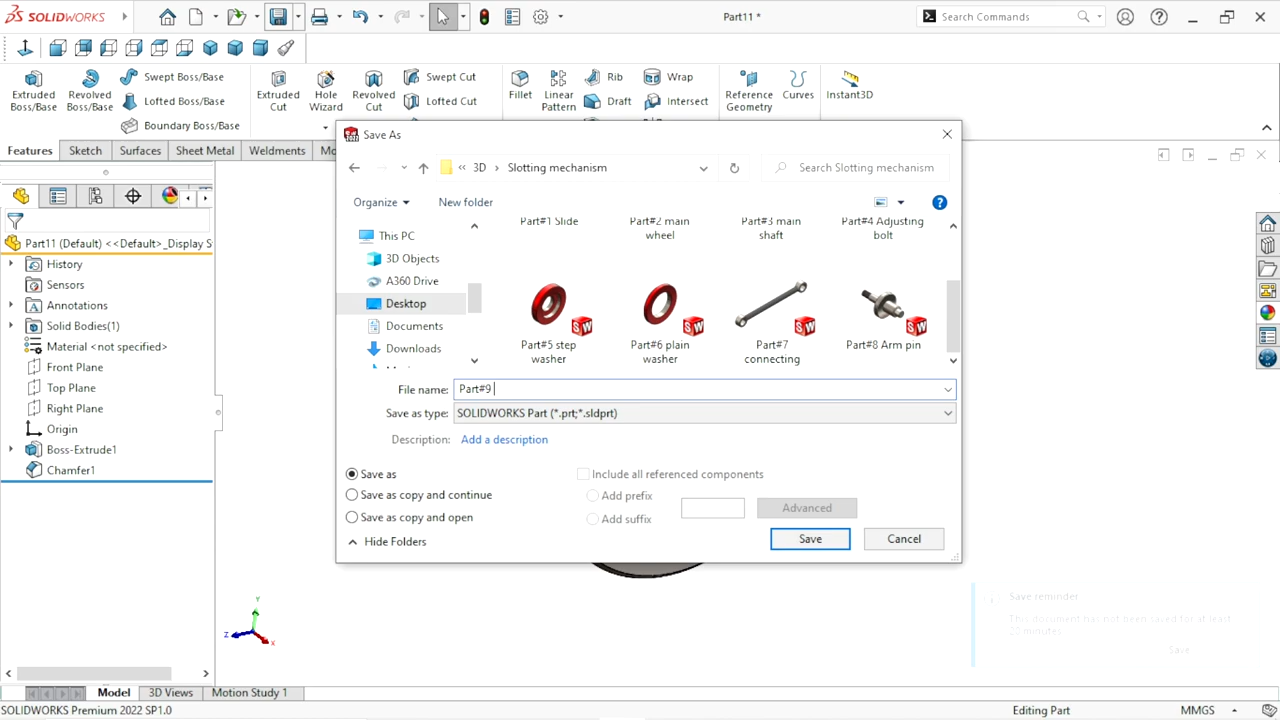 SOLIDWORKS
Part11 *
Search Commands
Extruded Boss/Base
Revolved Boss/Base
Swept Boss/Base
Lofted Boss/Base
Boundary Boss/Base
Extruded Cut
Hole Wizard
Revolved Cut
Swept Cut
Lofted Cut
Fillet
Linear Pattern
Rib
Draft
Wrap
Intersect
Reference Geometry
Curves
Instant3D
Features
Sketch
Surfaces
Sheet Metal
Weldments
Part11 (Default) <<Default>_Display S
History
Sensors
Annotations
Solid Bodies(1)
Material <not specified>
Front Plane
Top Plane
Right Plane
Origin
Boss-Extrude1
Chamfer1
Save As
« 3D > Slotting mechanism
Search Slotting mechanism
Organize
New folder
This PC
3D Objects
A360 Drive
Desktop
Documents
Downloads
Part#1 Slide
Part#2 main wheel
Part#3 main shaft
Part#4 Adjusting bolt
Part#5 step washer
Part#6 plain washer
Part#7 connecting
Part#8 Arm pin
File name: Part#9
Save as type: SOLIDWORKS Part (*.prt;*.sldprt)
Description: Add a description
Save as
Save as copy and continue
Save as copy and open
Include all referenced components
Add prefix
Add suffix
Advanced
Hide Folders
Save
Cancel
Save reminder
This document has not been saved for at least
20 minutes
Save
Y
Z
X
Model
3D Views
Motion Study 1
SOLIDWORKS Premium 2022 SP1.0
Editing Part
MMGS